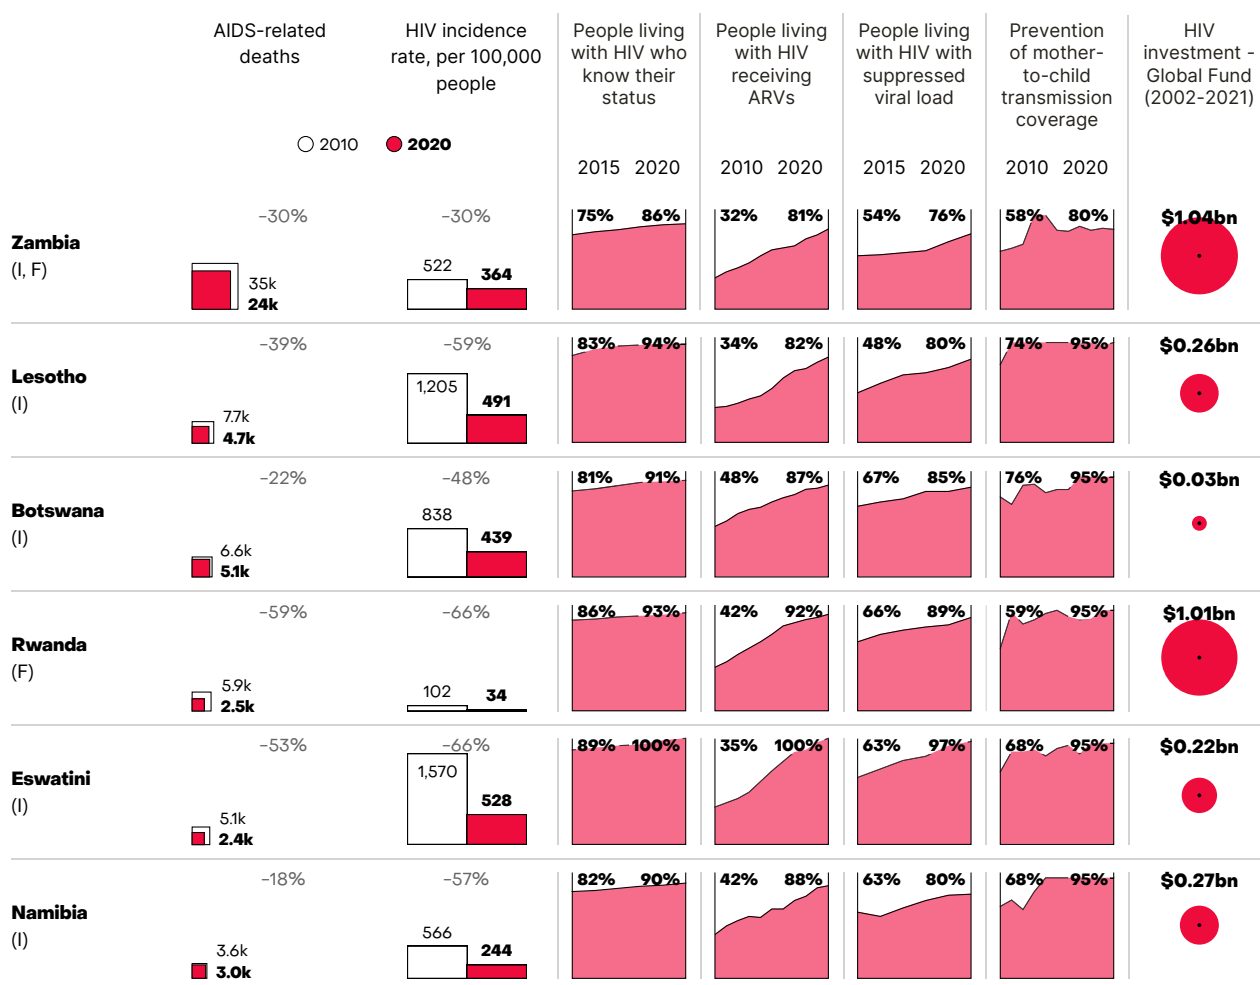 AIDS-related
deaths
HIV incidence
rate, per 100,000
people
People living
with HIV who
know their
status
People living
with HIV
receiving
ARVs
People living
with HIV with
suppressed
viral load
Prevention
of mother-
to-child
transmission
coverage
HIV
investment -
Global Fund
(2002-2021)
2010 2020
2015 2020 2010 2020 2015 2020 2010 2020
Zambia
(I, F)
-30%
35k
24k
-30%
522
364
75% 86%
32% 81%
54% 76%
58% 80%
$1.04bn
Lesotho
(I)
-39%
7.7k
4.7k
-59%
1,205
491
83% 94%
34% 82%
48% 80%
74% 95%
$0.26bn
Botswana
(I)
-22%
6.6k
5.1k
-48%
838
439
81% 91%
48% 87%
67% 85%
76% 95%
$0.03bn
Rwanda
(F)
-59%
5.9k
2.5k
-66%
102
34
86% 93%
42% 92%
66% 89%
59% 95%
$1.01bn
Eswatini
(I)
-53%
5.1k
2.4k
-66%
1,570
528
89% 100%
35% 100%
63% 97%
68% 95%
$0.22bn
Namibia
(I)
-18%
3.6k
3.0k
-57%
566
244
82% 90%
42% 88%
63% 80%
68% 95%
$0.27bn